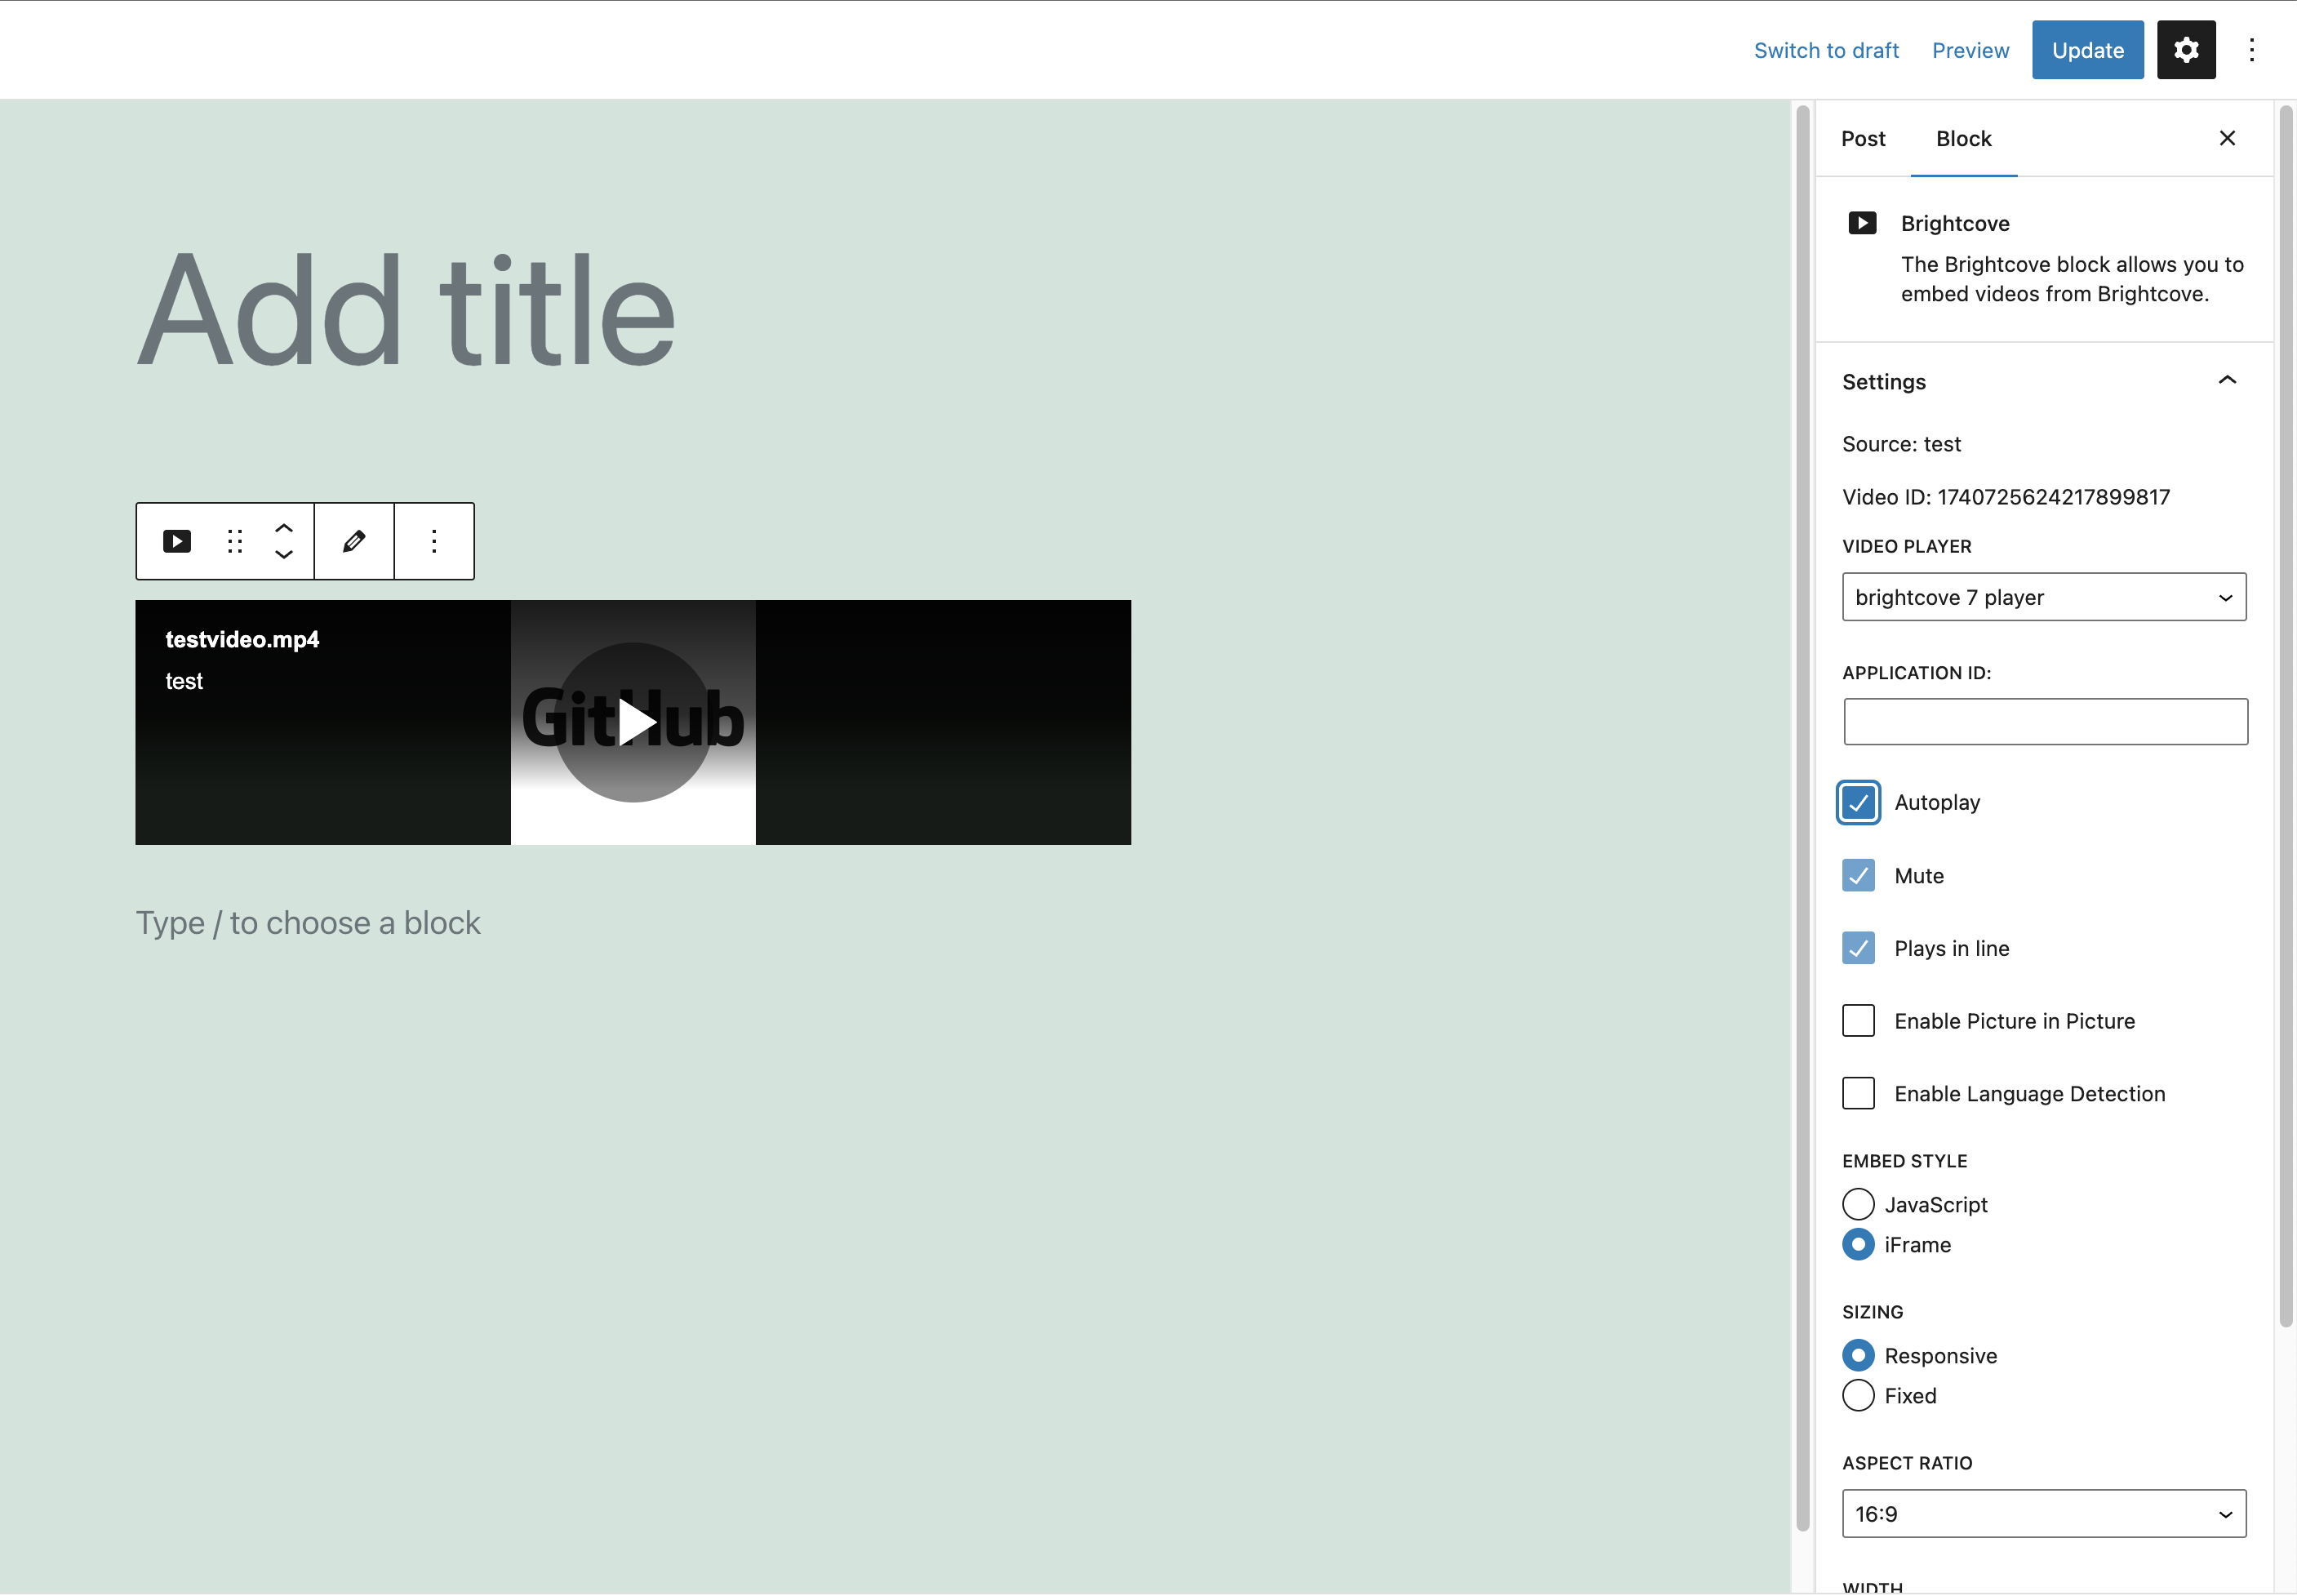 Switch to draft
Preview
Update
Post
Block
Brightcove
The Brightcove block allows you to
embed videos from Brightcove.
Settings
Source: test
Video ID: 1740725624217899817
VIDEO PLAYER
brightcove 7 player
APPLICATION ID:
Autoplay
Mute
Plays in line
Enable Picture in Picture
Enable Language Detection
EMBED STYLE
JavaScript
iFrame
SIZING
Responsive
Fixed
ASPECT RATIO
16:9
WIDTH
Add title
testvideo.mp4
test
GitHub
Type / to choose a block